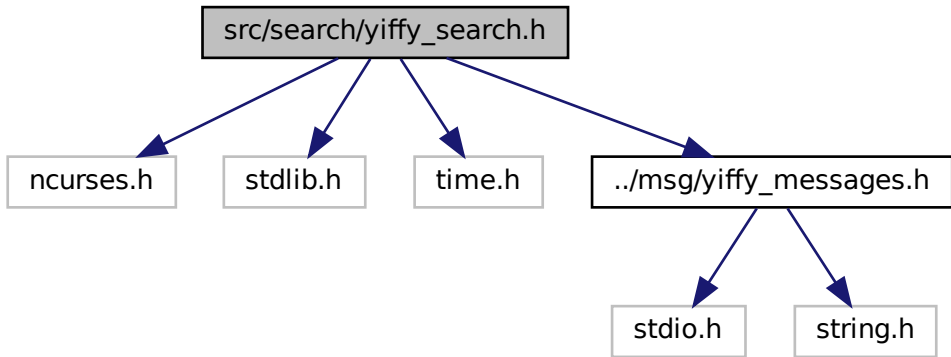 src/search/yiffy_search.h
ncurses.h
stdlib.h
time.h
../msg/yiffy_messages.h
stdio.h
string.h